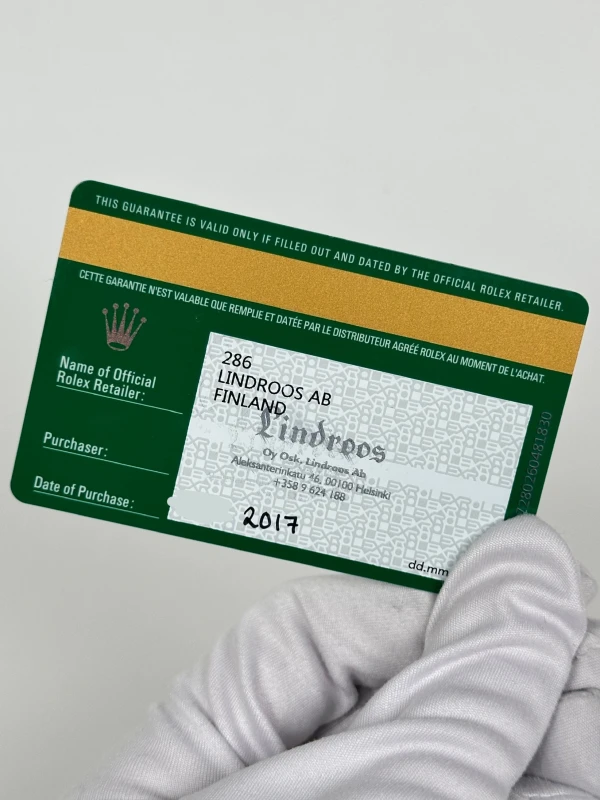 THIS GUARANTEE IS VALID ONLY IF FILLED OUT AND DATED BY THE OFFICIAL ROLEX RETAILER.
CETTE GARANTIE N'EST VALABLE QUE REMPLIE ET DATÉE PAR LE DISTRIBUTEUR AGRÉÉ ROLEX AU MOMENT DE L'ACHAT.
Name of Official
Rolex Retailer:
286
LINDROOS AB
FINLAND
Lindroos
Oy Osk. Lindroos Ab
Aleksanterinkatu 46, 00100 Helsinki
+358 9 624 188
Purchaser:
Date of Purchase:
2017
dd.mm
2280260481830